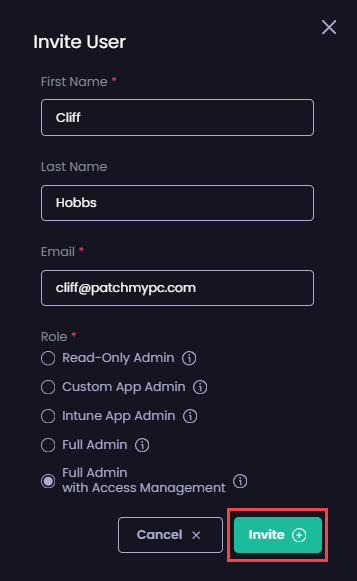 Invite User
First Name *
Cliff
Last Name
Hobbs
Email *
cliff@patchmypc.com
Role *
Read-Only Admin
Custom App Admin
Intune App Admin
Full Admin
Full Admin
with Access Management
Cancel
Invite